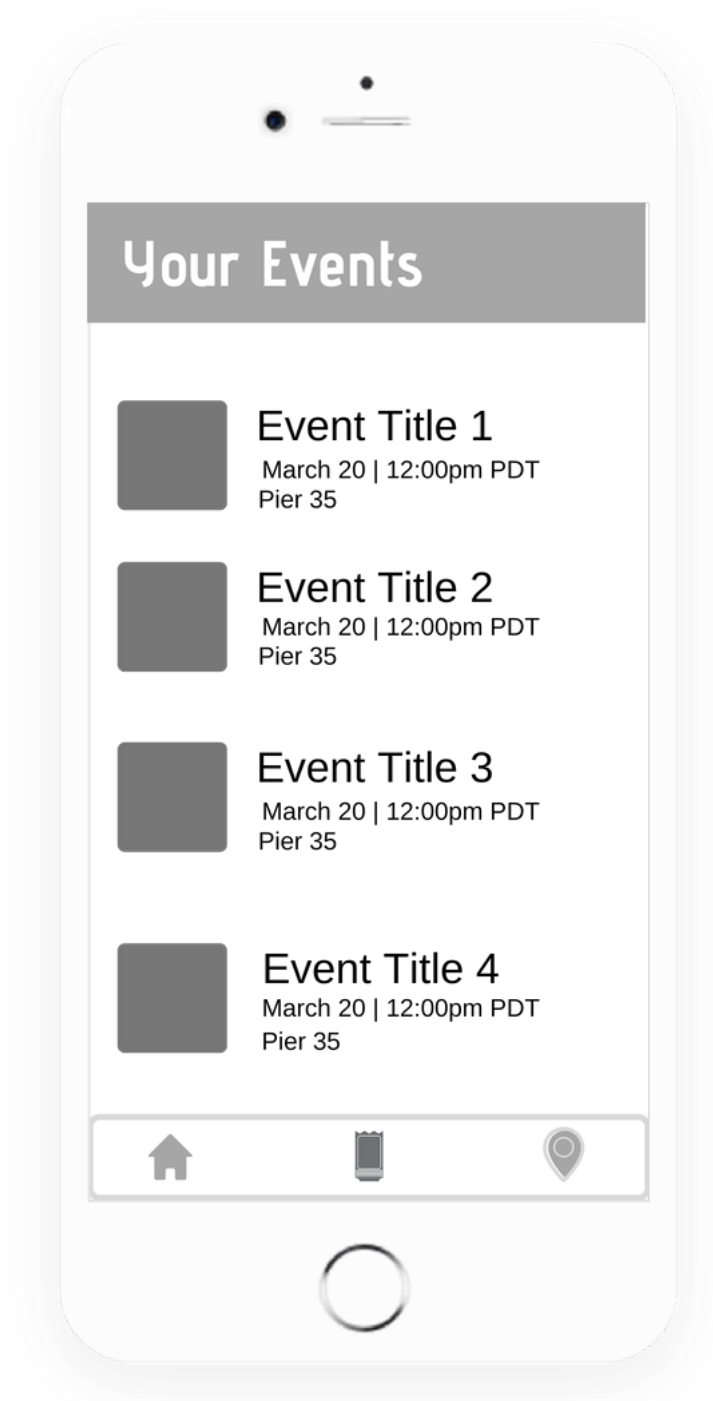 Your Events
Event Title 1
March 20 | 12:00pm PDT
Pier 35
Event Title 2
March 20 | 12:00pm PDT
Pier 35
Event Title 3
March 20 | 12:00pm PDT
Pier 35
Event Title 4
March 20 | 12:00pm PDT
Pier 35